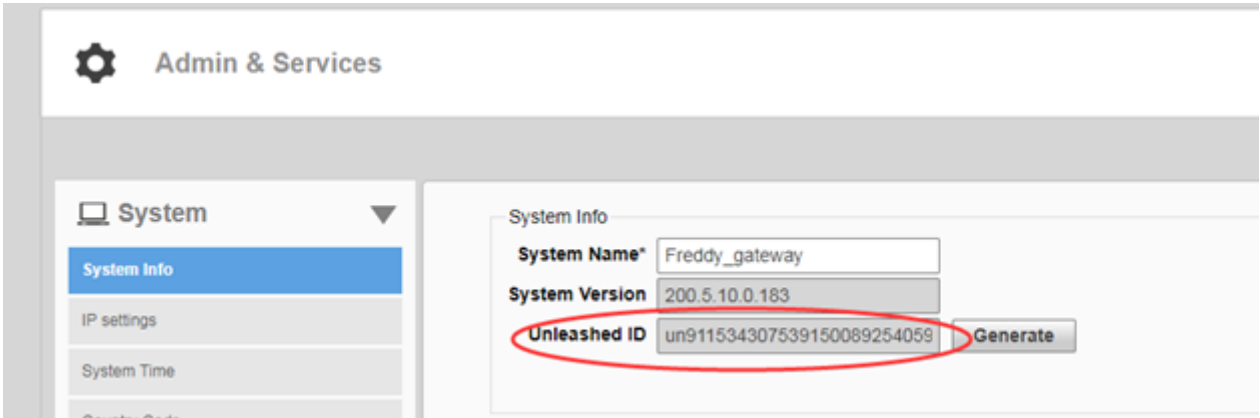 Admin & Services
System
System Info
IP settings
System Time
System Info
System Name* Freddy_gateway
System Version 200.5.10.0.183
Unleashed ID un911534307539150089254059 Generate